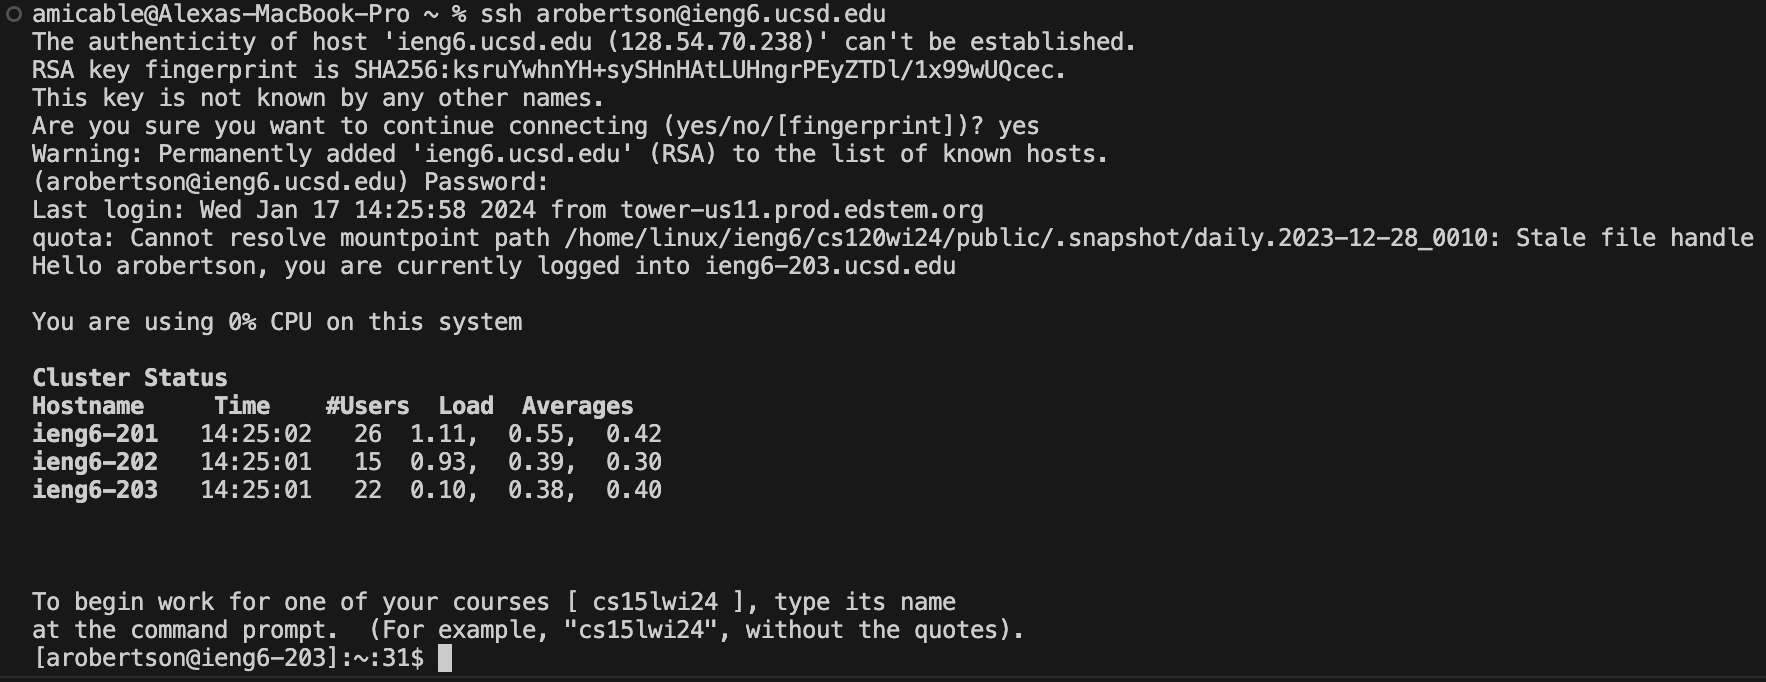 amicable@Alexas-MacBook-Pro ~ % ssh arobertson@ieng6.ucsd.edu
The authenticity of host 'ieng6.ucsd.edu (128.54.70.238)' can't be established.
RSA key fingerprint is SHA256:ksruYwhnYH+sySHnHAtLUHngrPEyZTDl/1x99wUQcec.
This key is not known by any other names.
Are you sure you want to continue connecting (yes/no/[fingerprint])? yes
Warning: Permanently added 'ieng6.ucsd.edu' (RSA) to the list of known hosts.
(arobertson@ieng6.ucsd.edu) Password:
Last login: Wed Jan 17 14:25:58 2024 from tower-us11.prod.edstem.org
quota: Cannot resolve mountpoint path /home/linux/ieng6/cs120wi24/public/.snapshot/daily.2023-12-28_0010: Stale file handle
Hello arobertson, you are currently logged into ieng6-203.ucsd.edu
You are using 0% CPU on this system
Cluster Status
Hostname     Time    #Users  Load  Averages
ieng6-201   14:25:02   26  1.11,  0.55,  0.42
ieng6-202   14:25:01   15  0.93,  0.39,  0.30
ieng6-203   14:25:01   22  0.10,  0.38,  0.40
To begin work for one of your courses [ cs15lwi24 ], type its name
at the command prompt.  (For example, "cs15lwi24", without the quotes).
[arobertson@ieng6-203]:~:31$